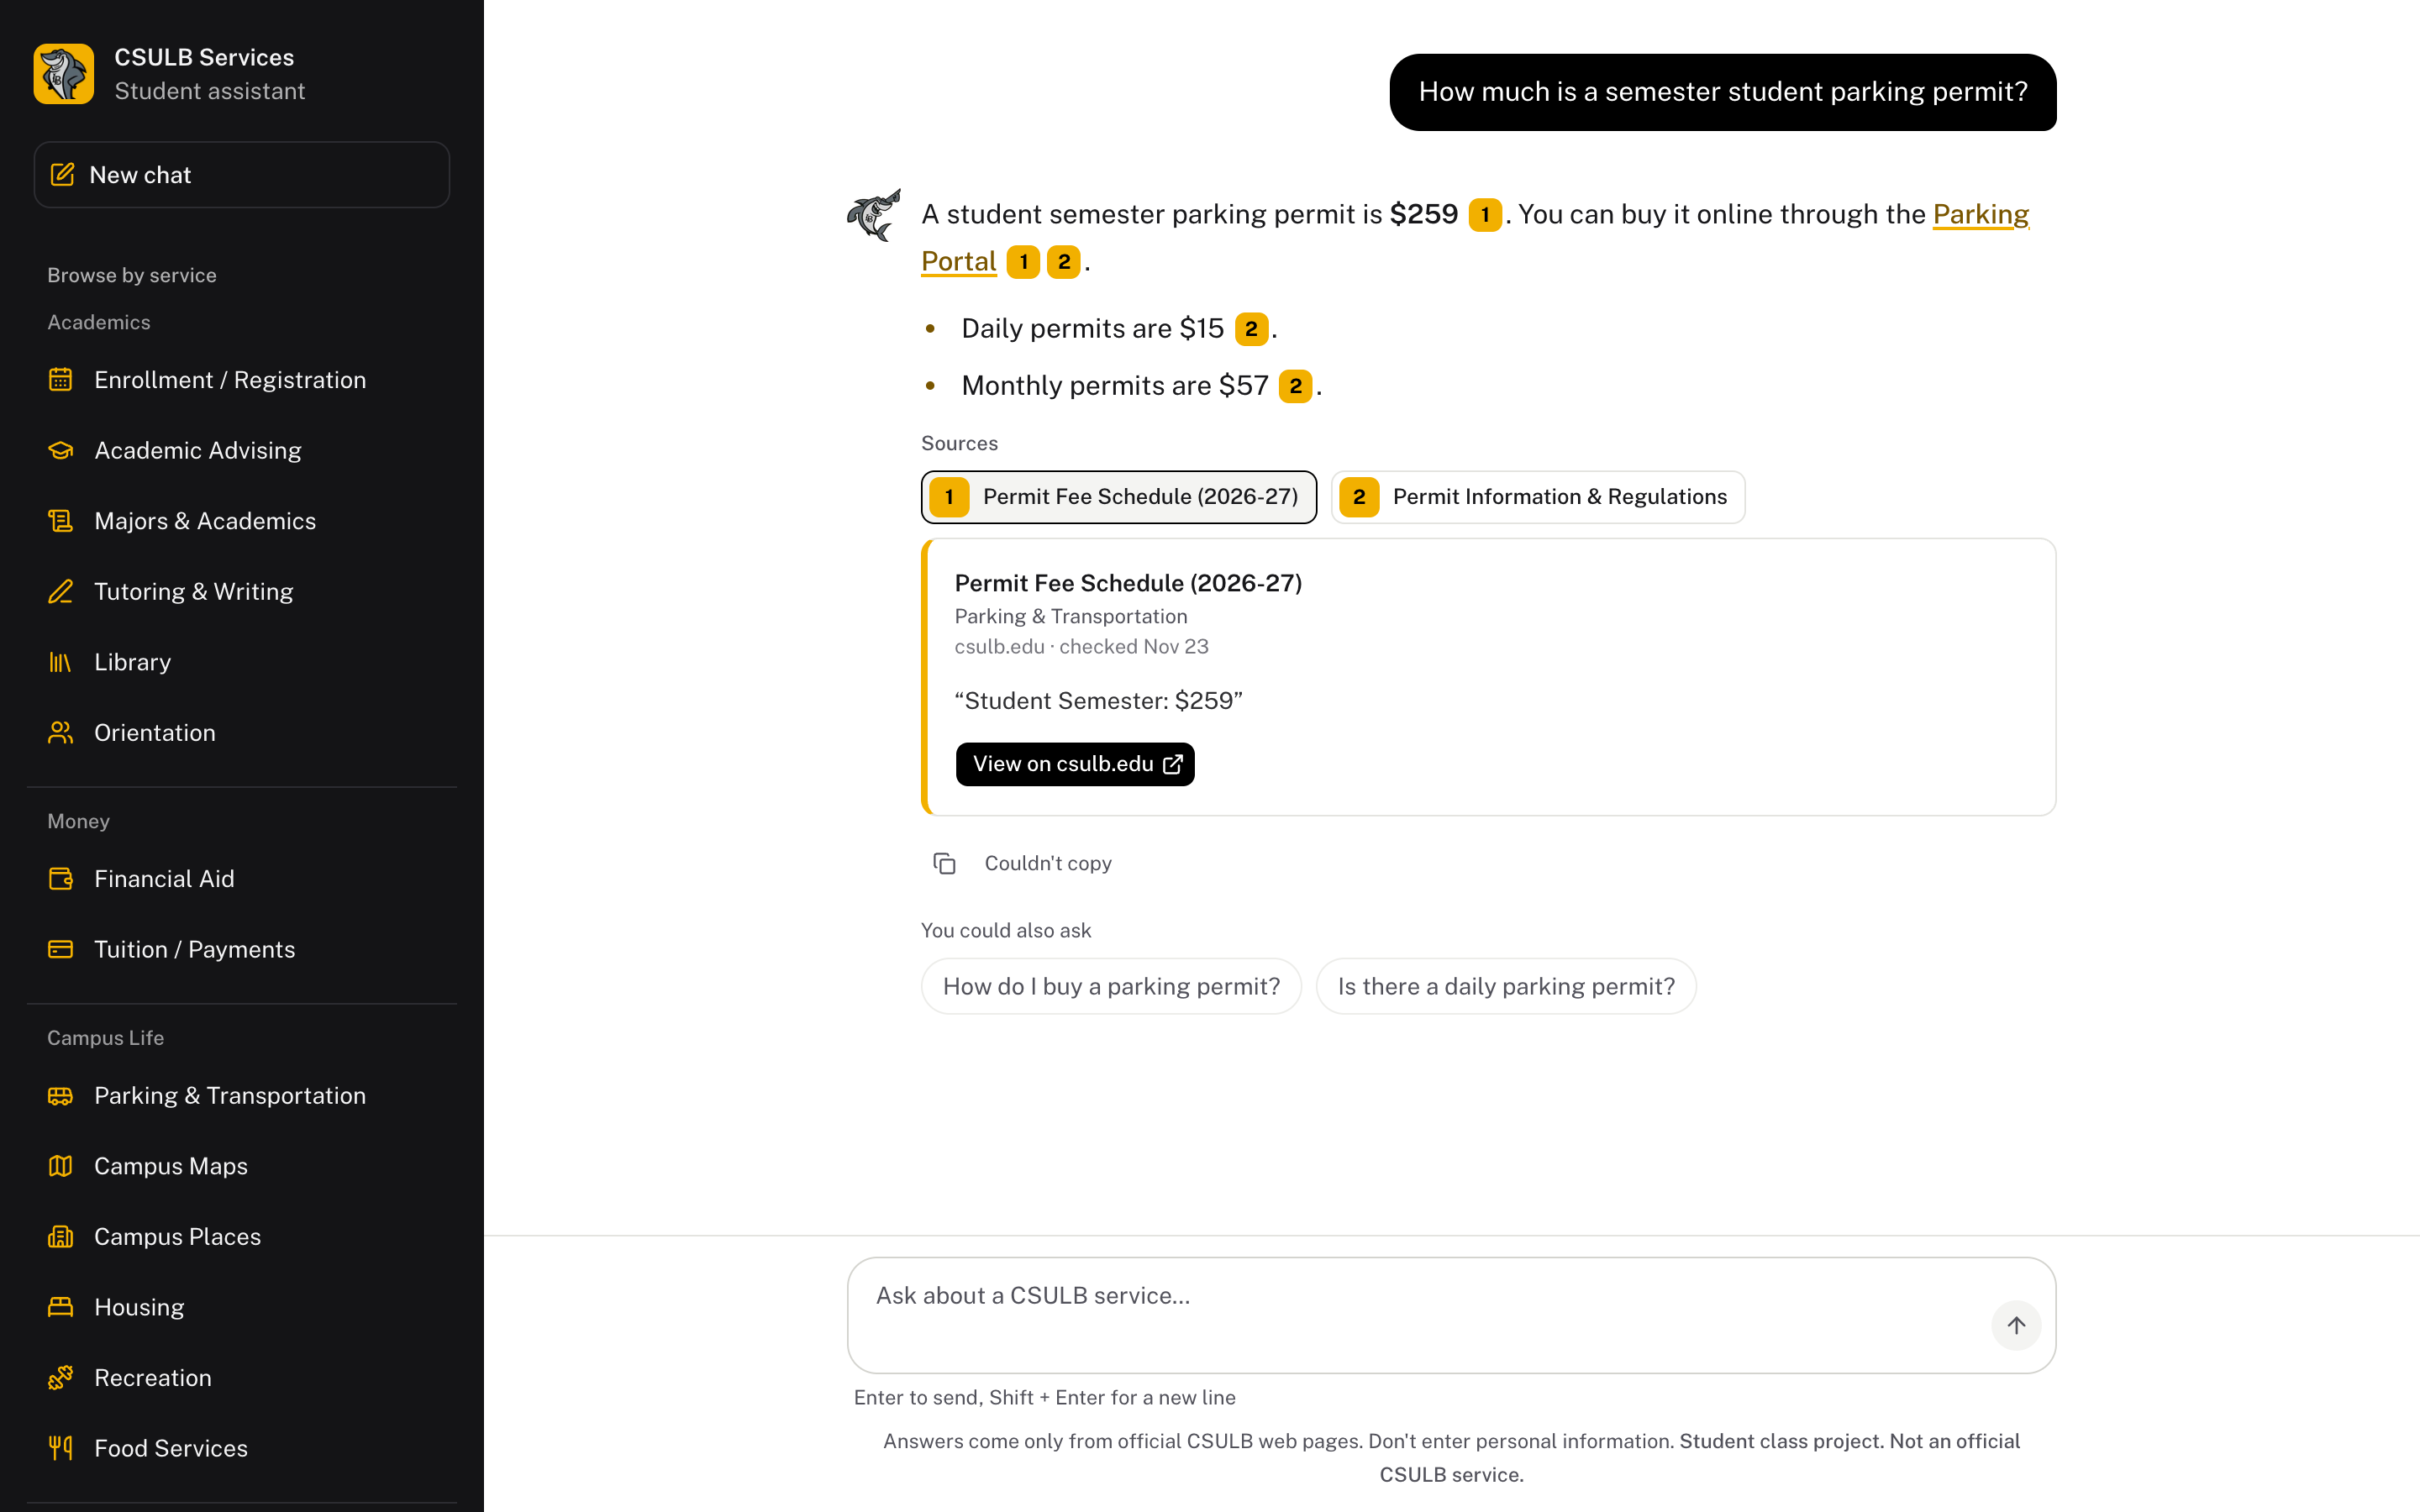 CSULB Services
Student assistant
New chat
Browse by service
Academics
Enrollment / Registration
Academic Advising
Majors & Academics
Tutoring & Writing
Library
Orientation
Money
Financial Aid
Tuition / Payments
Campus Life
Parking & Transportation
Campus Maps
Campus Places
Housing
Recreation
Food Services
How much is a semester student parking permit?
A student semester parking permit is $259 1. You can buy it online through the Parking
Portal 1 2.
• Daily permits are $15 2.
• Monthly permits are $57 2.
Sources
1 Permit Fee Schedule (2026-27) 2 Permit Information & Regulations
Permit Fee Schedule (2026-27)
Parking & Transportation
csulb.edu · checked Nov 23
“Student Semester: $259”
View on csulb.edu
Couldn't copy
You could also ask
How do I buy a parking permit? Is there a daily parking permit?
Ask about a CSULB service...
Enter to send, Shift + Enter for a new line
Answers come only from official CSULB web pages. Don't enter personal information. Student class project. Not an official
CSULB service.